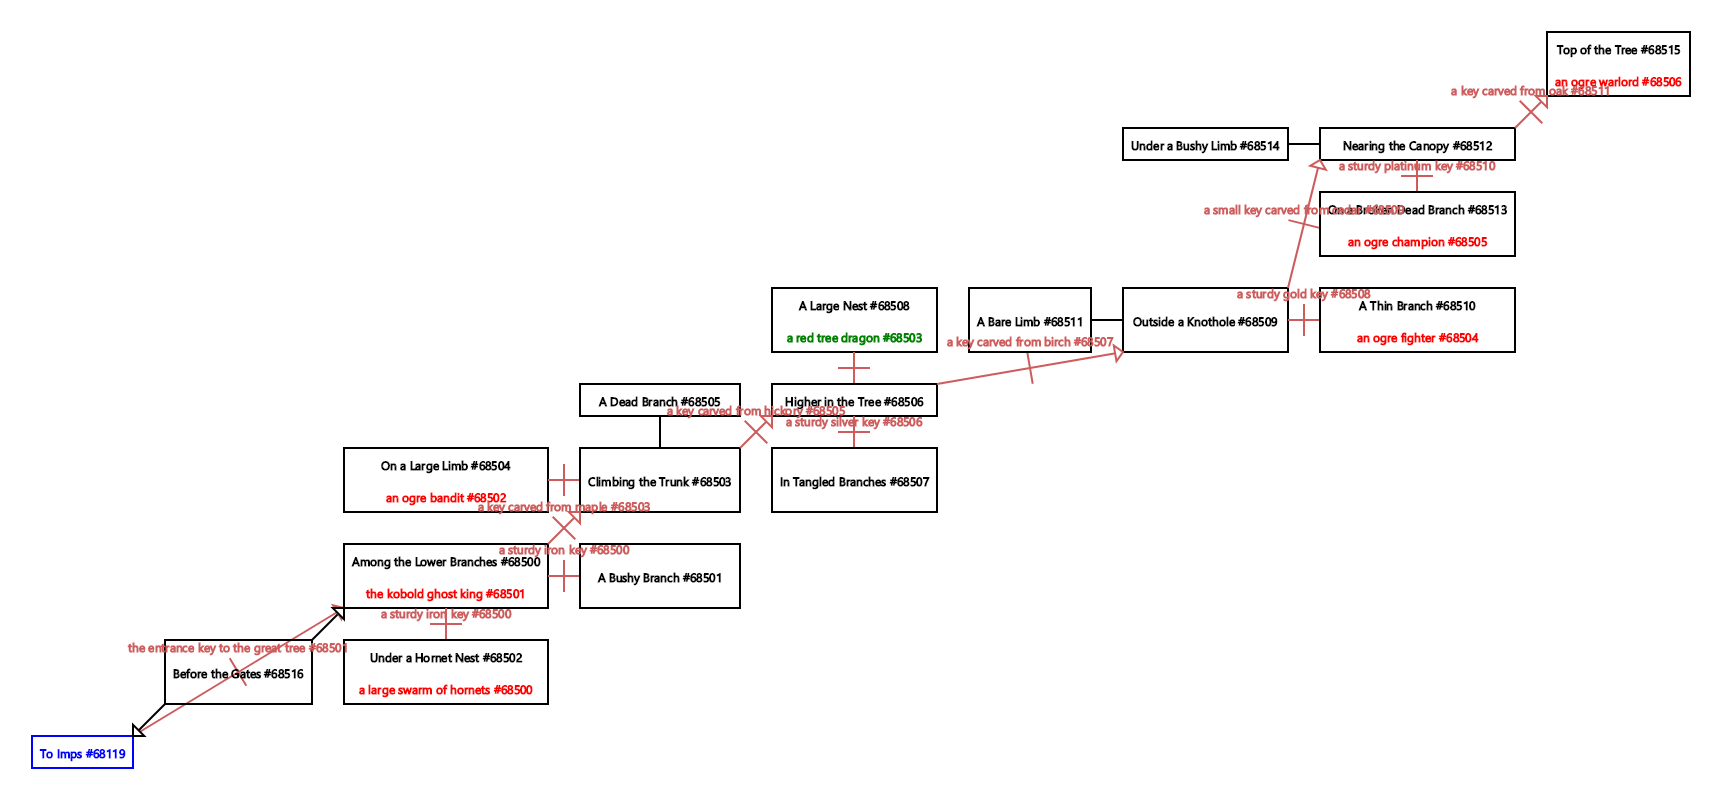 Top of the Tree #68515
an ogre warlord #68506
a key carved from oak #68511
Under a Bushy Limb #68514
Nearing the Canopy #68512
a sturdy platinum key #68510
a small key carved from cedar #68509
On a Broken Dead Branch #68513
an ogre champion #68505
A Large Nest #68508
a red tree dragon #68503
A Bare Limb #68511
Outside a Knothole #68509
a sturdy gold key #68508
A Thin Branch #68510
an ogre fighter #68504
a key carved from birch #68507
A Dead Branch #68505
Higher in the Tree #68506
a key carved from hickory #68505
a sturdy silver key #68506
On a Large Limb #68504
an ogre bandit #68502
Climbing the Trunk #68503
In Tangled Branches #68507
a key carved from maple #68503
a sturdy iron key #68500
Among the Lower Branches #68500
the kobold ghost king #68501
A Bushy Branch #68501
a sturdy iron key #68500
the entrance key to the great tree #68501
Before the Gates #68516
Under a Hornet Nest #68502
a large swarm of hornets #68500
To Imps #68119